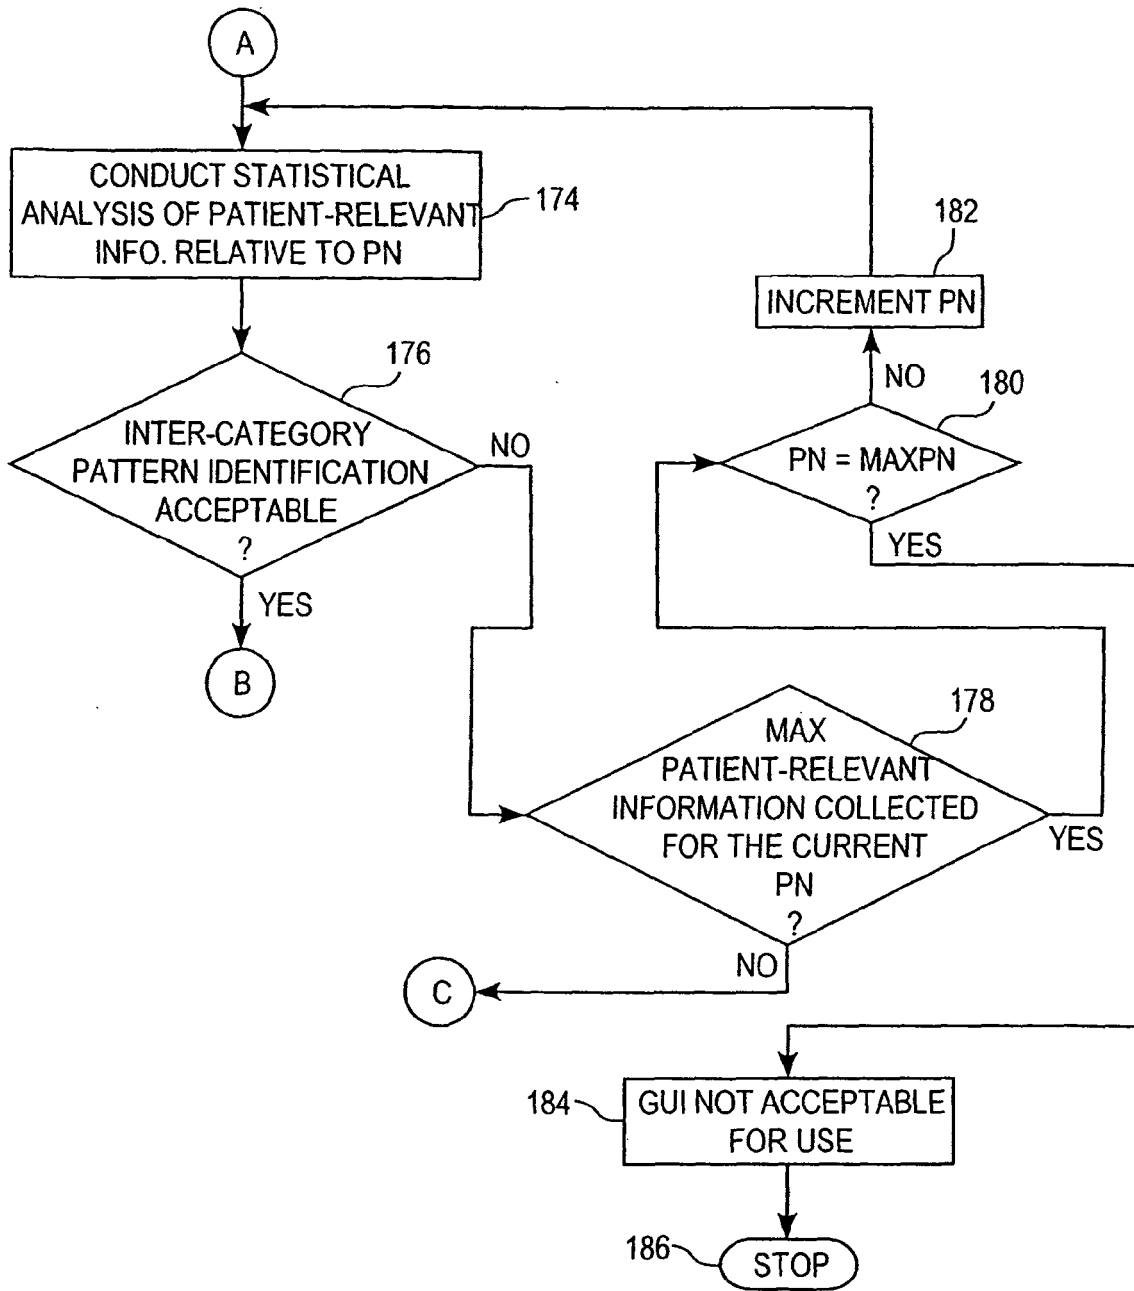 A
CONDUCT STATISTICAL
ANALYSIS OF PATIENT-RELEVANT
INFO. RELATIVE TO PN
174
182
INCREMENT PN
176
NO
180
INTER-CATEGORY
PATTERN IDENTIFICATION
ACCEPTABLE
?
NO
PN = MAXPN
?
YES
YES
B
178
MAX
PATIENT-RELEVANT
INFORMATION COLLECTED
FOR THE CURRENT
PN
?
YES
NO
C
184
GUI NOT ACCEPTABLE
FOR USE
186
STOP